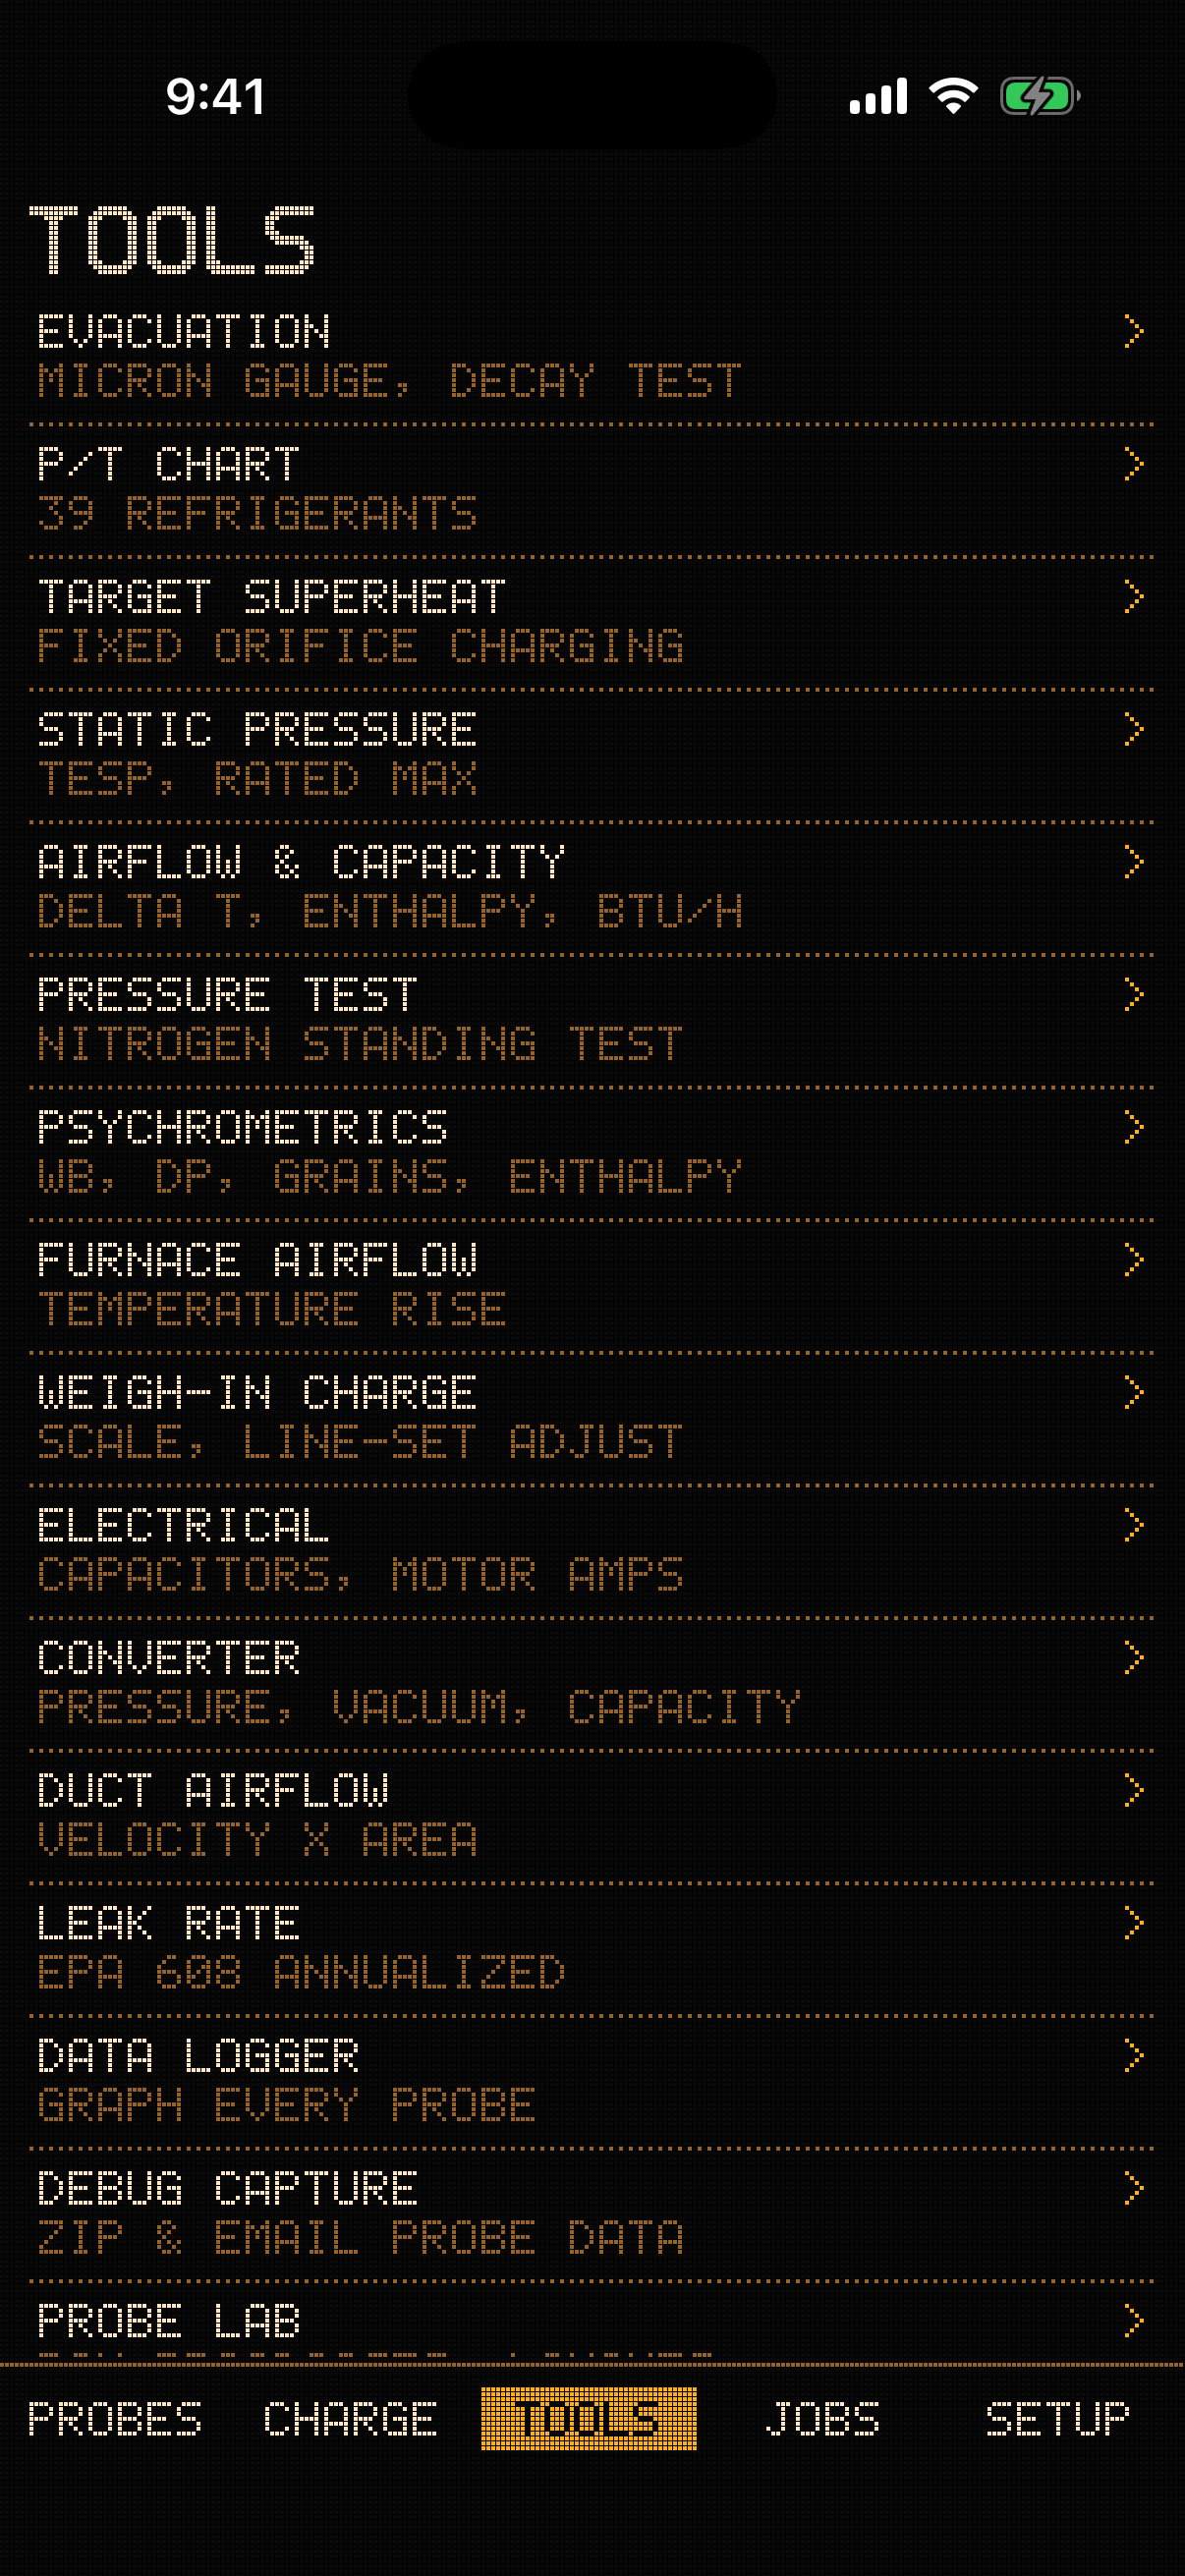 9:41
TOOLS
EVACUATION
MICRON GAUGE, DECAY TEST
P/T CHART
39 REFRIGERANTS
TARGET SUPERHEAT
FIXED ORIFICE CHARGING
STATIC PRESSURE
TESP, RATED MAX
AIRFLOW & CAPACITY
DELTA T, ENTHALPY, BTU/H
PRESSURE TEST
NITROGEN STANDING TEST
PSYCHROMETRICS
WB, DP, GRAINS, ENTHALPY
FURNACE AIRFLOW
TEMPERATURE RISE
WEIGH-IN CHARGE
SCALE, LINE-SET ADJUST
ELECTRICAL
CAPACITORS, MOTOR AMPS
CONVERTER
PRESSURE, VACUUM, CAPACITY
DUCT AIRFLOW
VELOCITY X AREA
LEAK RATE
EPA 608 ANNUALIZED
DATA LOGGER
GRAPH EVERY PROBE
DEBUG CAPTURE
ZIP & EMAIL PROBE DATA
PROBE LAB
PROBES CHARGE TOOLS JOBS SETUP